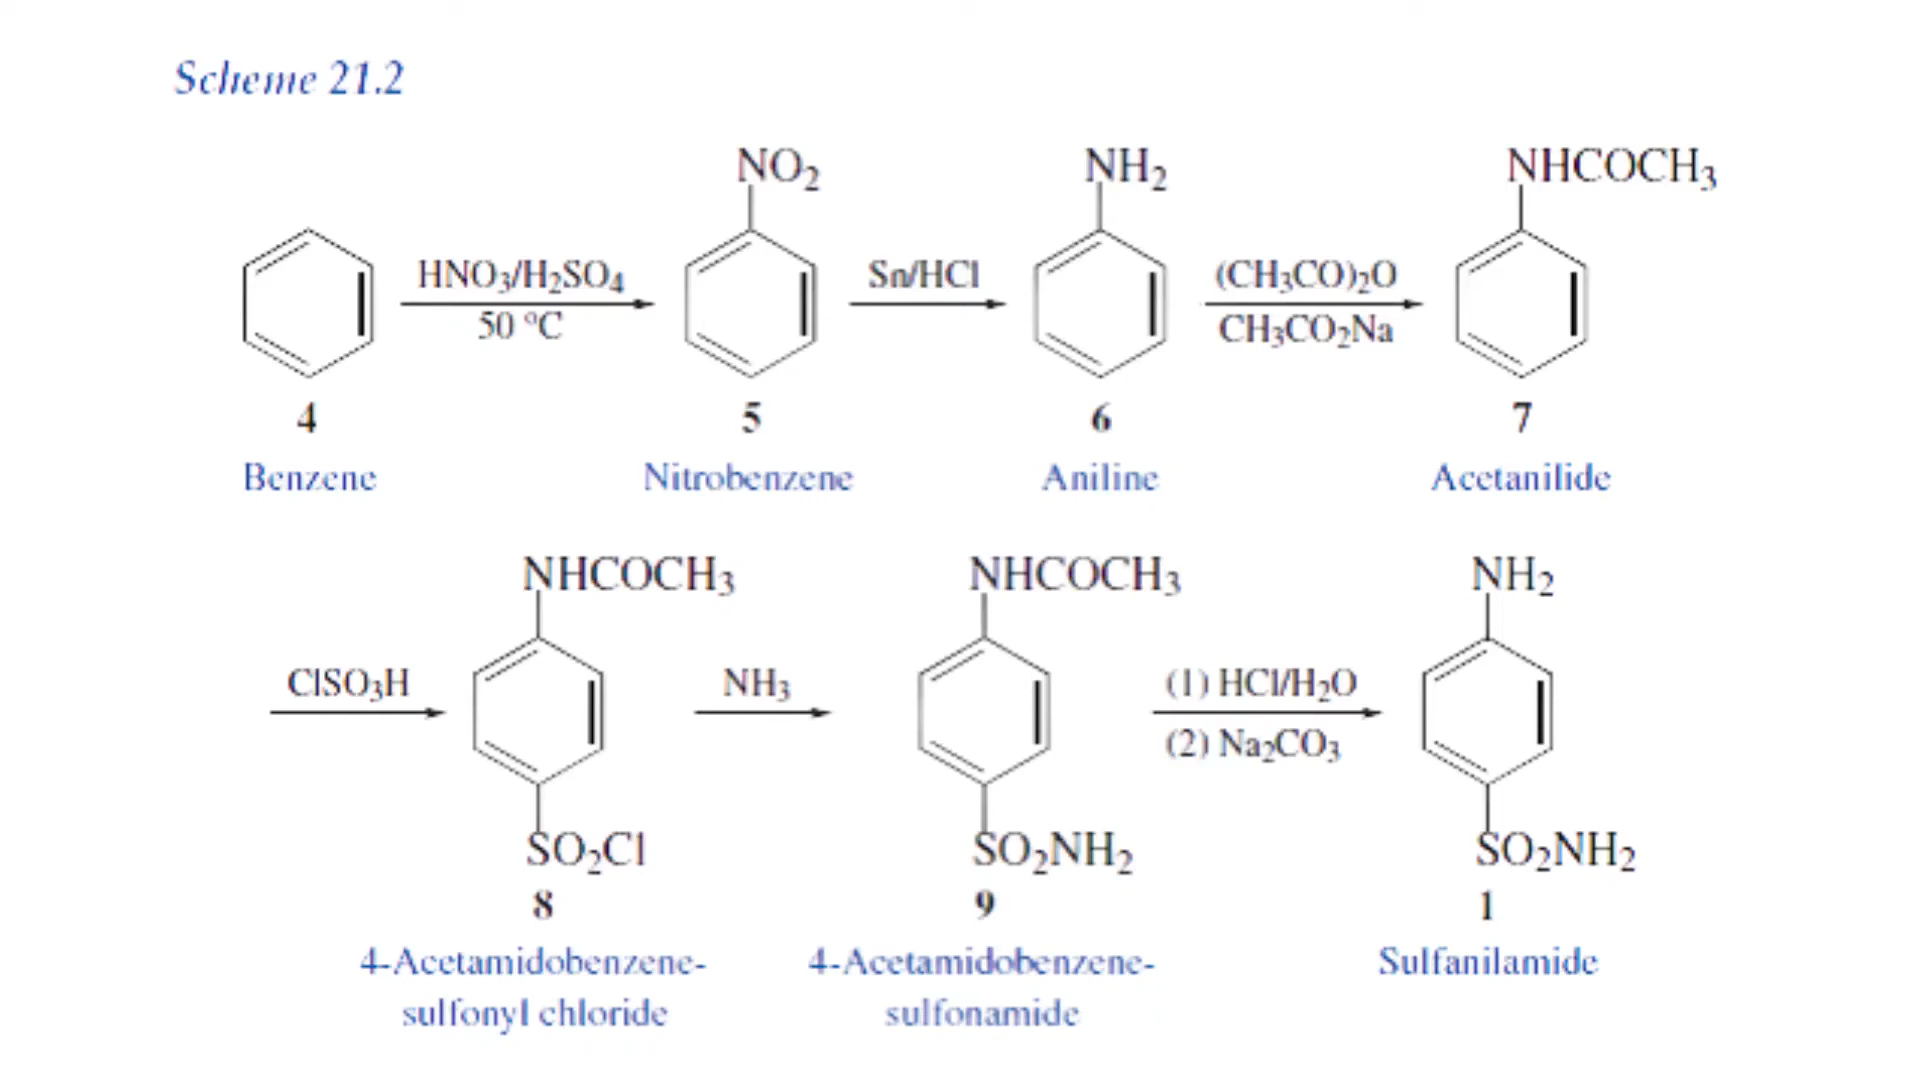 Scheme 21.2
NO₂ NH₂ NHCOCH₃
HNO₃/H₂SO₄ Sn/HCl (CH₃CO)₂O
50 °C CH₃CO₂Na
4 5 6 7
Benzene Nitrobenzene Aniline Acetanilide
NHCOCH₃ NHCOCH₃ NH₂
ClSO₃H NH₃ (1) HCl/H₂O
(2) Na₂CO₃
SO₂Cl SO₂NH₂ SO₂NH₂
8 9 1
4-Acetamidobenzene- 4-Acetamidobenzene- Sulfanilamide
sulfonyl chloride sulfonamide